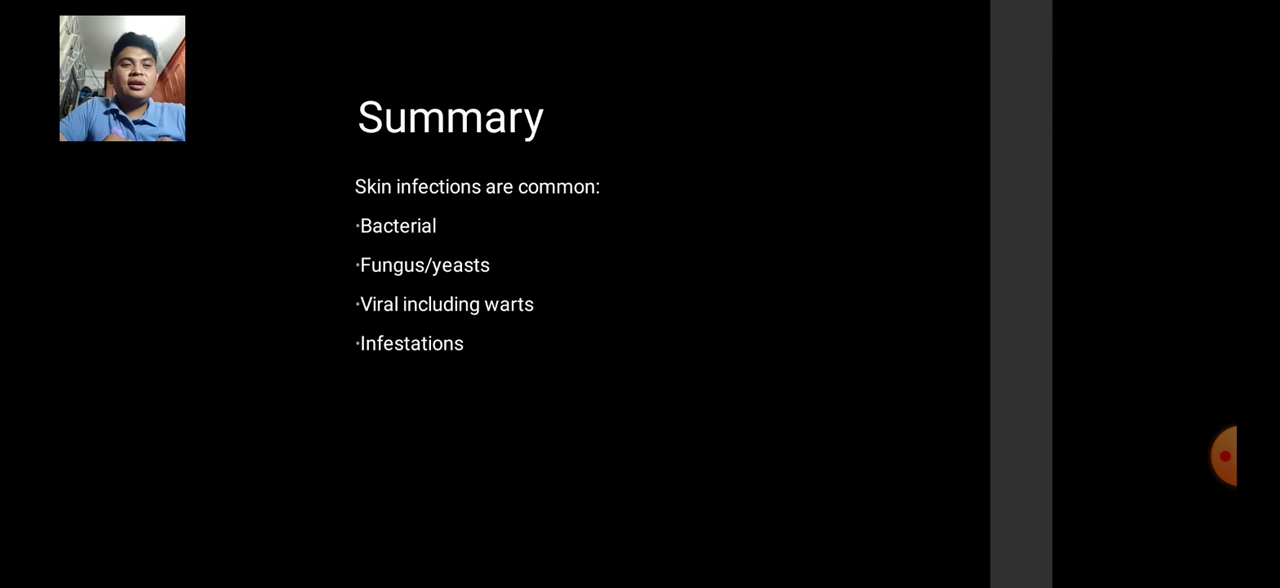 Summary
Skin infections are common:
•Bacterial
•Fungus/yeasts
•Viral including warts
•Infestations